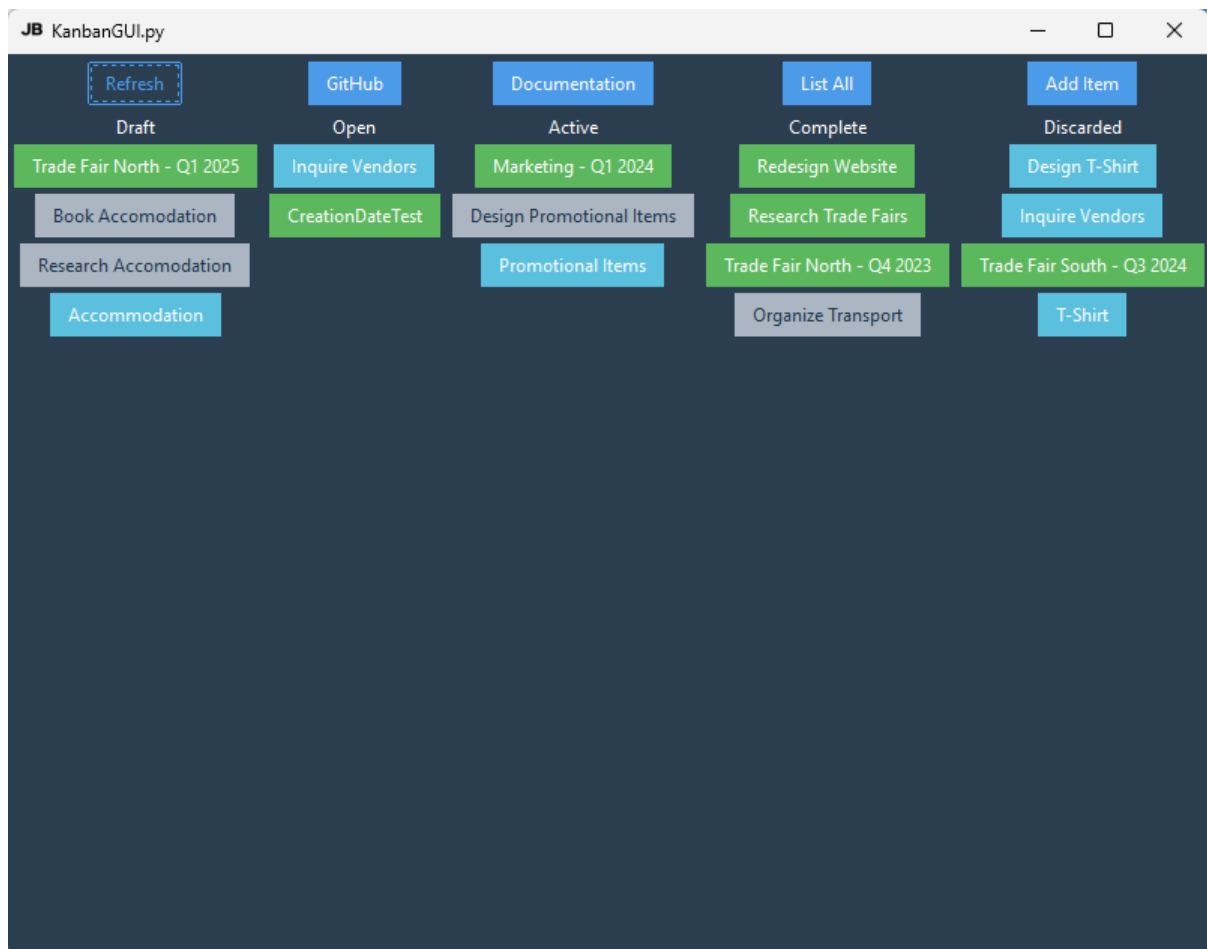 JB KanbanGUI.py
Refresh GitHub Documentation List All Add Item
Draft Open Active Complete Discarded
Trade Fair North - Q1 2025 Inquire Vendors Marketing - Q1 2024 Redesign Website Design T-Shirt
Book Accomodation CreationDateTest Design Promotional Items Research Trade Fairs Inquire Vendors
Research Accomodation Promotional Items Trade Fair North - Q4 2023 Trade Fair South - Q3 2024
Accommodation Organize Transport T-Shirt